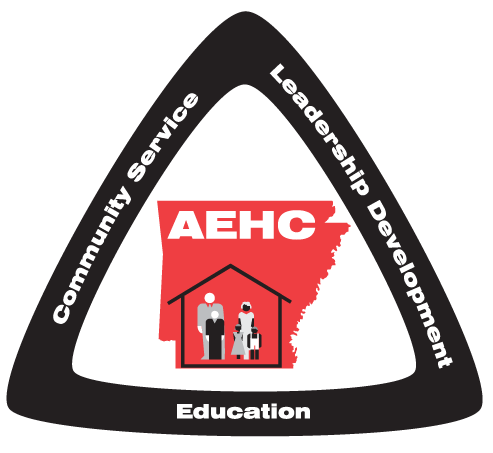 Community Service
Leadership Development
AEHC
Education